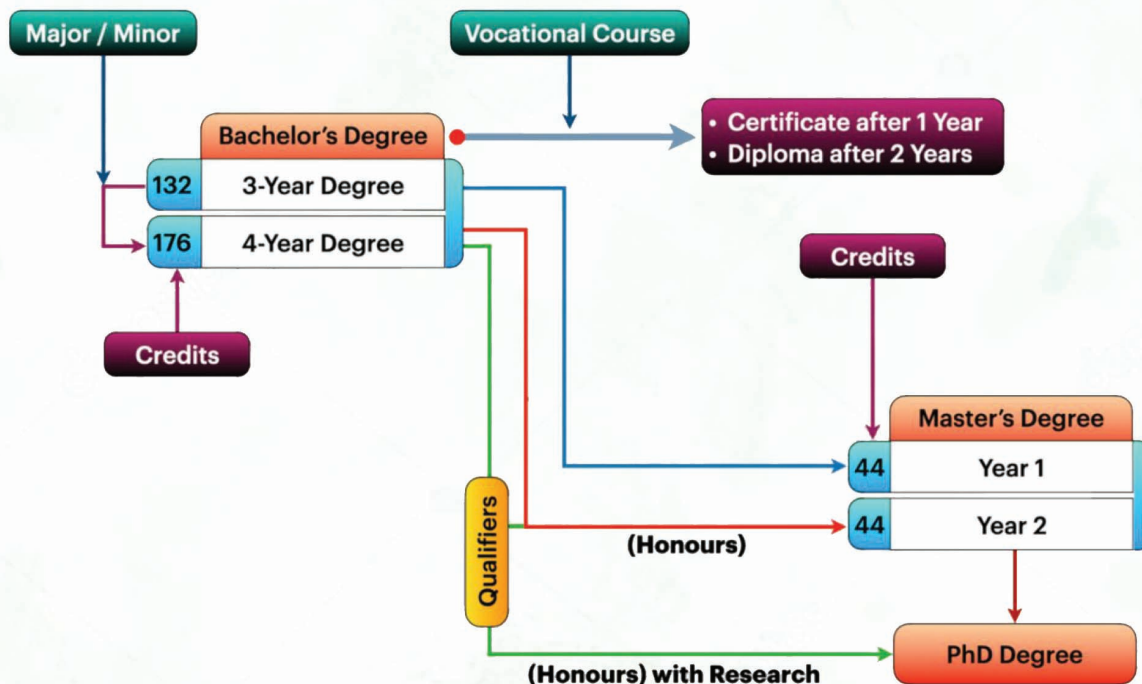 Major / Minor
Vocational Course
Bachelor's Degree
• Certificate after 1 Year
• Diploma after 2 Years
132 3-Year Degree
176 4-Year Degree
Credits
Credits
Master's Degree
44 Year 1
44 Year 2
Qualifiers
(Honours)
PhD Degree
(Honours) with Research